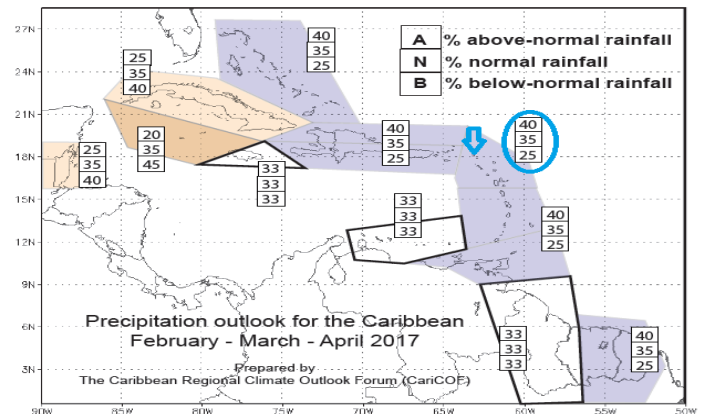 27N
24N
21N
18N
15N
12N
9N
6N
3N
A % above-normal rainfall
N % normal rainfall
B % below-normal rainfall
40
35
25
25
35
40
20
35
45
25
35
40
40
35
25
40
35
25
33
33
33
33
33
33
40
35
25
33
33
33
40
35
25
Precipitation outlook for the Caribbean
February - March - April 2017
Prepared by
The Caribbean Regional Climate Outlook Forum (CariCOF)
90W 85W 80W 75W 70W 65W 60W 55W 50W